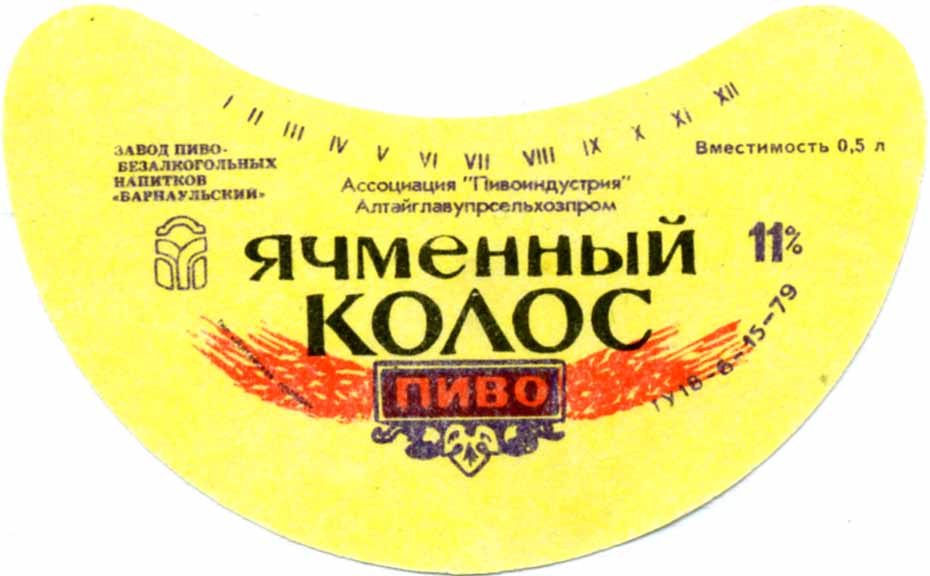 I II III IV V VI VII VIII IX X XI XII
ЗАВОД ПИВО-
БЕЗАЛКОГОЛЬНЫХ
НАПИТКОВ
«БАРНАУЛЬСКИЙ»
Ассоциация "Пивоиндустрия"
Алтайглавупрсельхозпром
Вместимость 0,5 л
ЯЧМЕННЫЙ
КОЛОС
11%
ПИВО
ТУ18-6-15-79